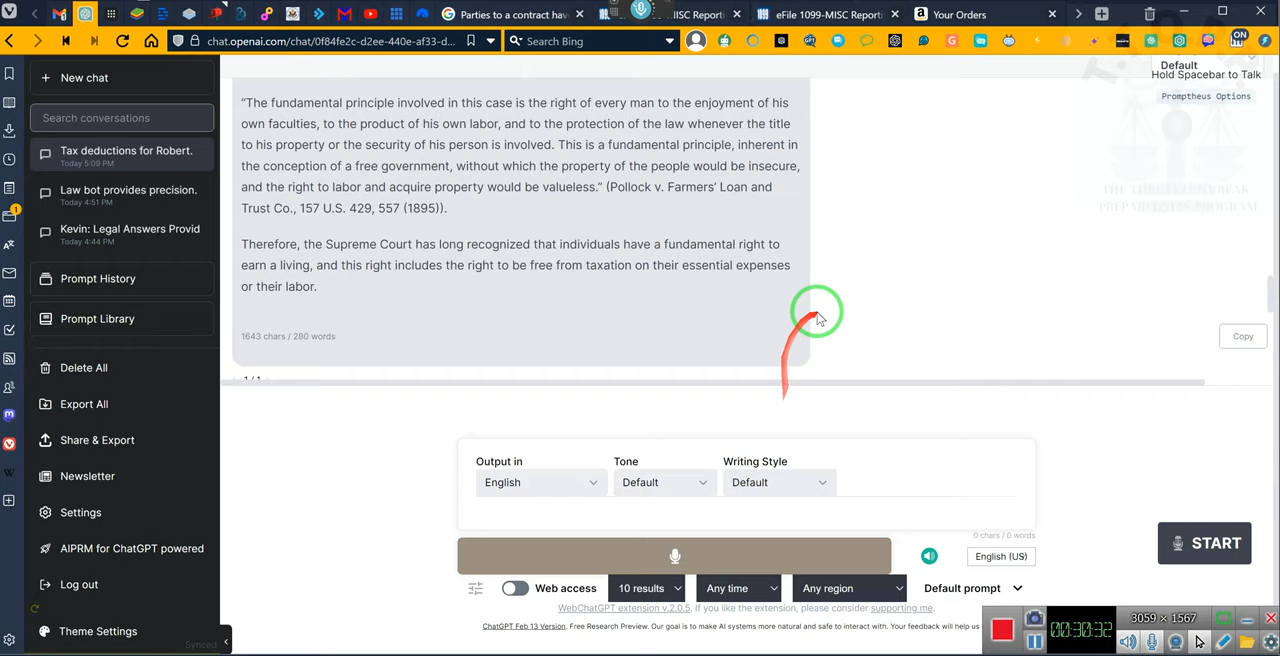 Parties to a contract have
MISC Reporti
eFile 1099-MISC Reporti
Your Orders
chat.openai.com/chat/0f84fe2c-d2ee-440e-af33-d...
Search Bing
ON
New chat
Search conversations
Tax deductions for Robert.
Today 5:09 PM
Law bot provides precision.
Today 4:51 PM
Kevin: Legal Answers Provid
Today 4:44 PM
Prompt History
Prompt Library
Delete All
Export All
Share & Export
Newsletter
Settings
AIPRM for ChatGPT powered
Log out
Theme Settings
Synced
Default
Hold Spacebar to Talk
Promptheus Options
“The fundamental principle involved in this case is the right of every man to the enjoyment of his
own faculties, to the product of his own labor, and to the protection of the law whenever the title
to his property or the security of his person is involved. This is a fundamental principle, inherent in
the conception of a free government, without which the property of the people would be insecure,
and the right to labor and acquire property would be valueless.” (Pollock v. Farmers’ Loan and
Trust Co., 157 U.S. 429, 557 (1895)).
Therefore, the Supreme Court has long recognized that individuals have a fundamental right to
earn a living, and this right includes the right to be free from taxation on their essential expenses
or their labor.
1643 chars / 280 words
Copy
1 / 1
Output in
Tone
Writing Style
English
Default
Default
0 chars / 0 words
English (US)
START
Web access
10 results
Any time
Any region
Default prompt
WebChatGPT extension v.2.0.5. If you like the extension, please consider supporting me.
ChatGPT Feb 13 Version. Free Research Preview. Our goal is to make AI systems more natural and safe to interact with. Your feedback will help us
3059 × 1567
00:30:32